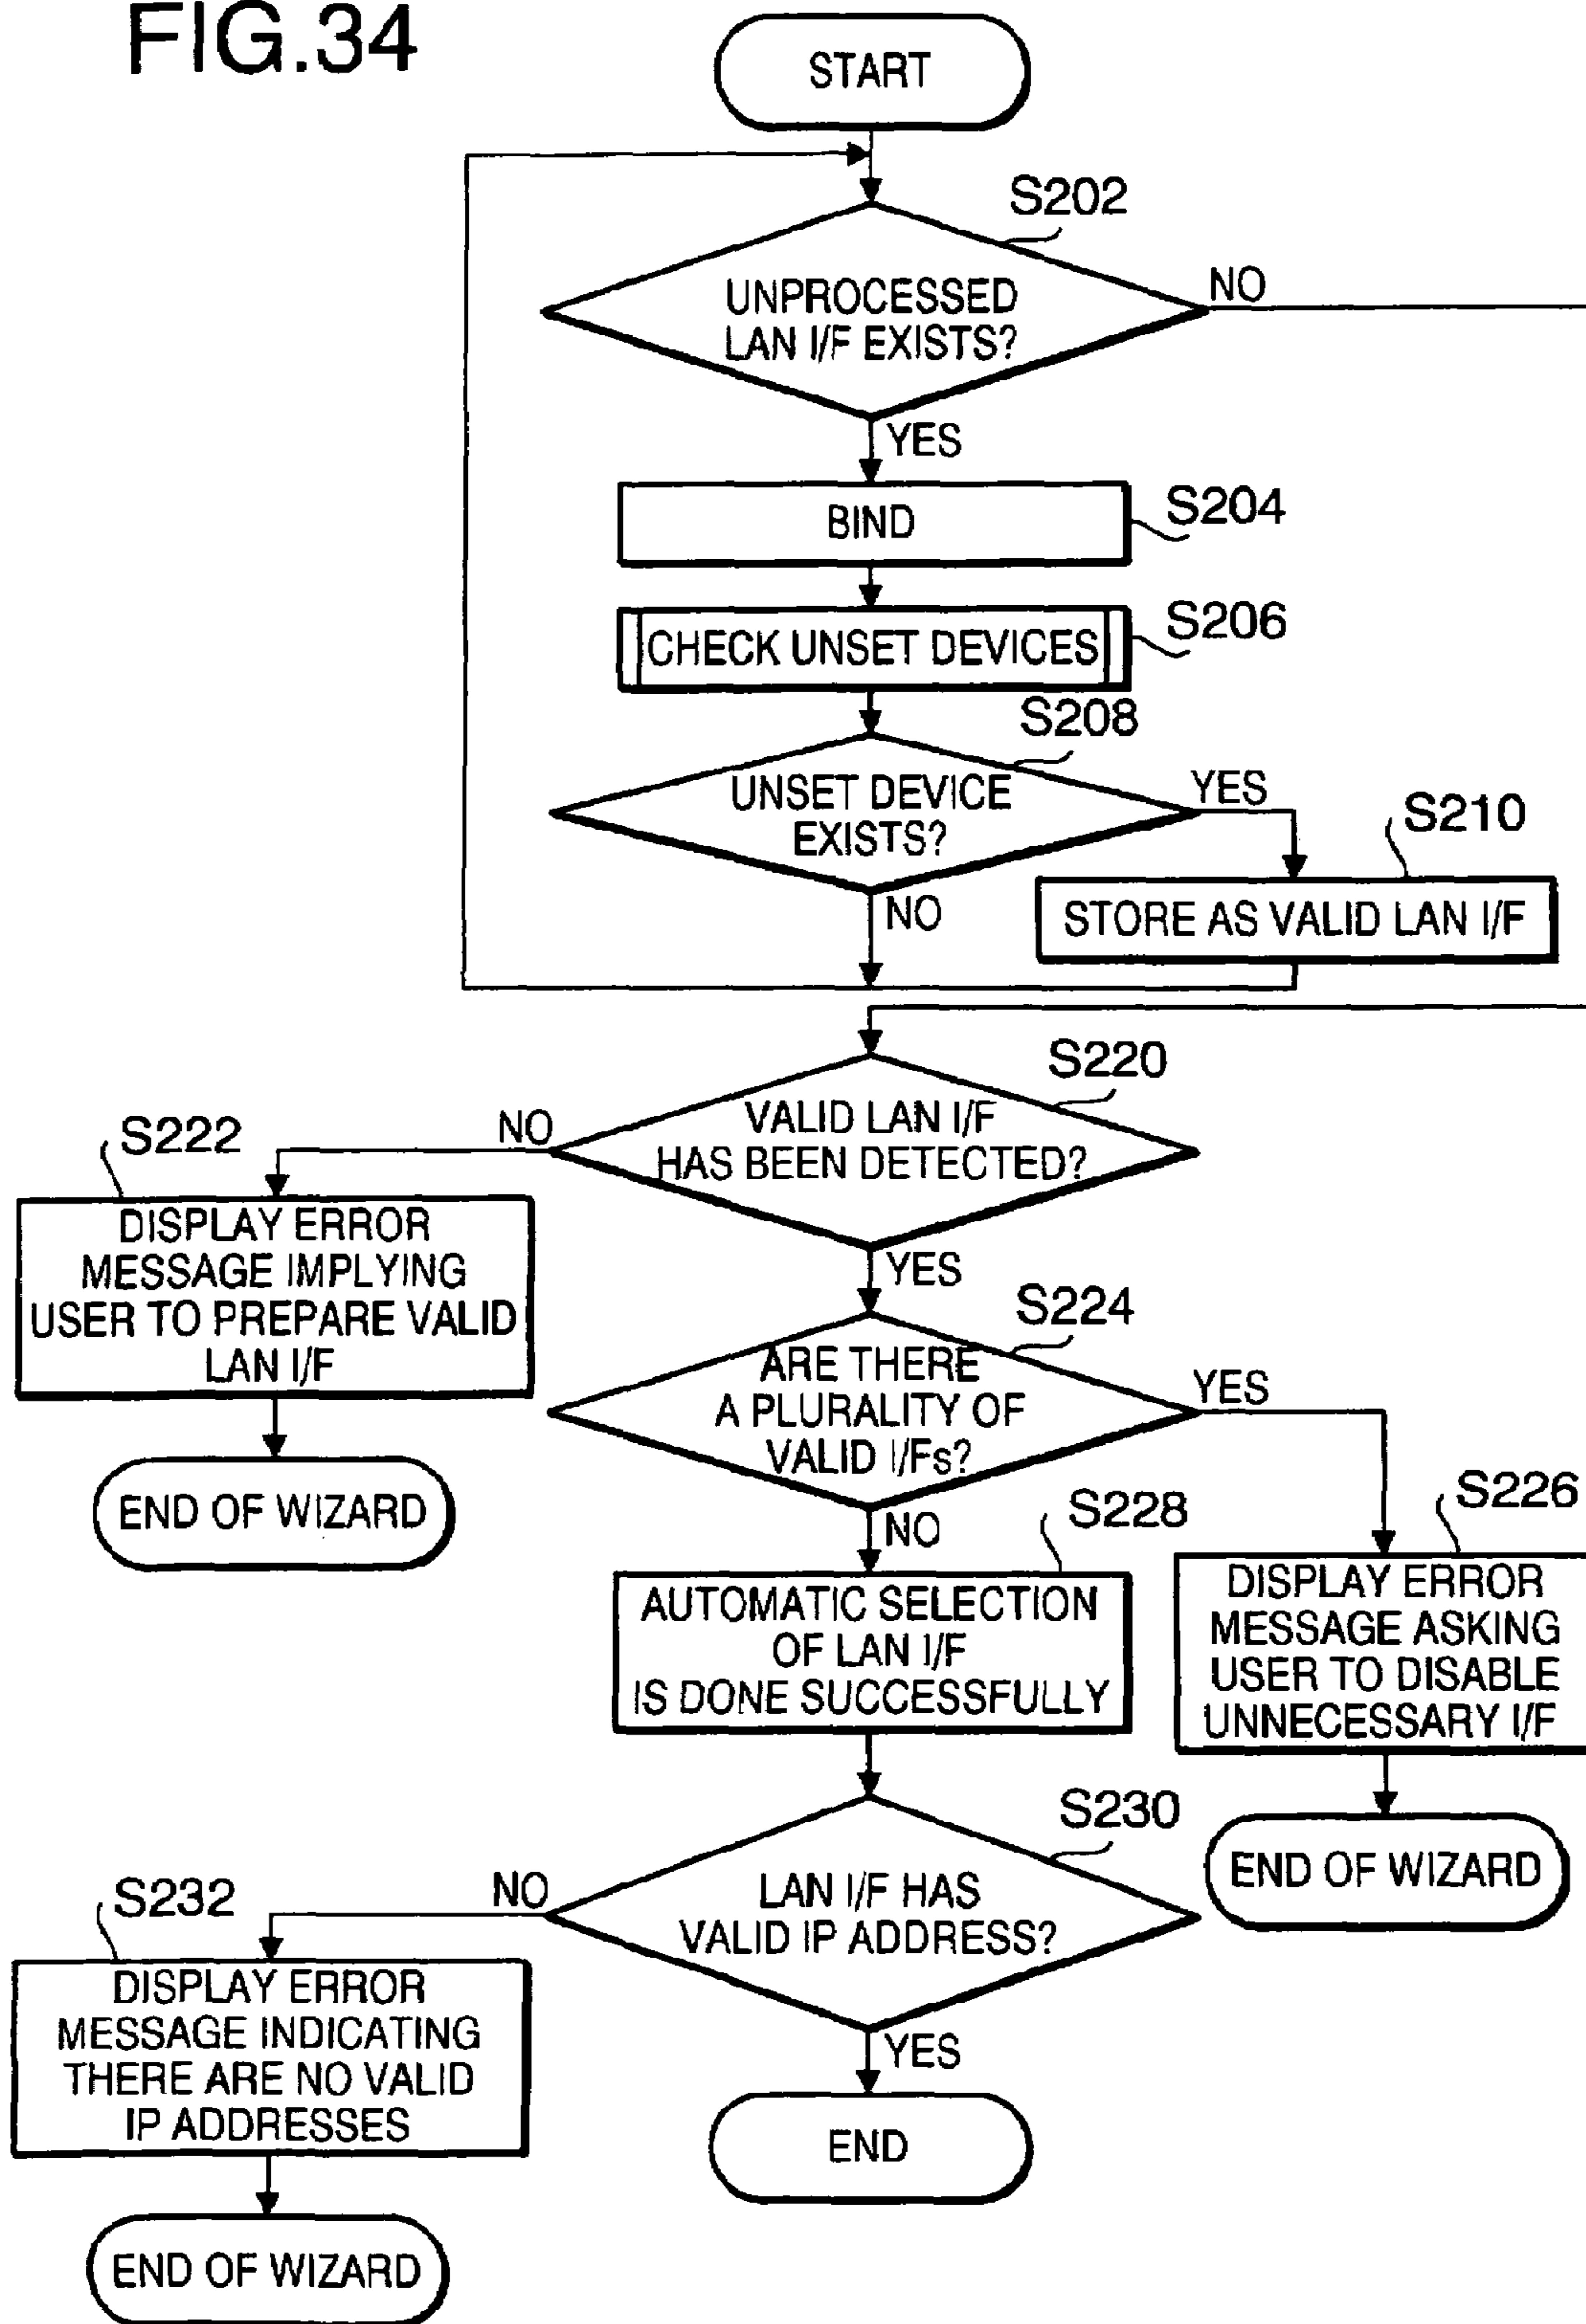 FIG.34
START
S202
UNPROCESSED
LAN I/F EXISTS?
NO
YES
BIND
S204
CHECK UNSET DEVICES
S206
S208
UNSET DEVICE
EXISTS?
YES
NO
S210
STORE AS VALID LAN I/F
S220
VALID LAN I/F
HAS BEEN DETECTED?
NO
YES
S222
DISPLAY ERROR
MESSAGE IMPLYING
USER TO PREPARE VALID
LAN I/F
END OF WIZARD
S224
ARE THERE
A PLURALITY OF
VALID I/Fs?
YES
NO
S226
DISPLAY ERROR
MESSAGE ASKING
USER TO DISABLE
UNNECESSARY I/F
END OF WIZARD
S228
AUTOMATIC SELECTION
OF LAN I/F
IS DONE SUCCESSFULLY
S230
LAN I/F HAS
VALID IP ADDRESS?
NO
YES
S232
DISPLAY ERROR
MESSAGE INDICATING
THERE ARE NO VALID
IP ADDRESSES
END OF WIZARD
END